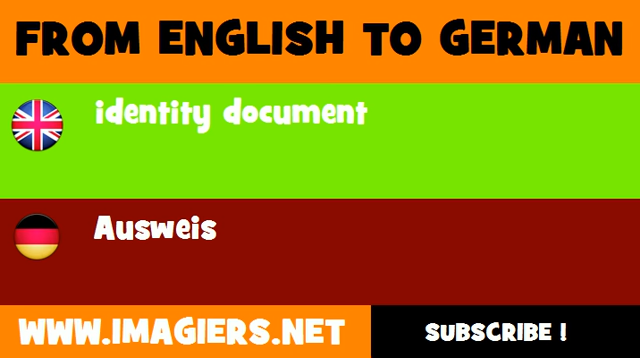 FROM ENGLISH TO GERMAN
identity document
Ausweis
WWW.IMAGIERS.NET
SUBSCRIBE !